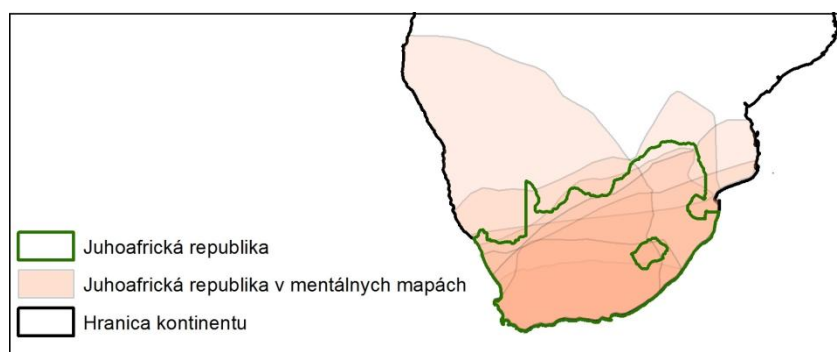 Juhoafrická republika
Juhoafrická republika v mentálnych mapách
Hranica kontinentu